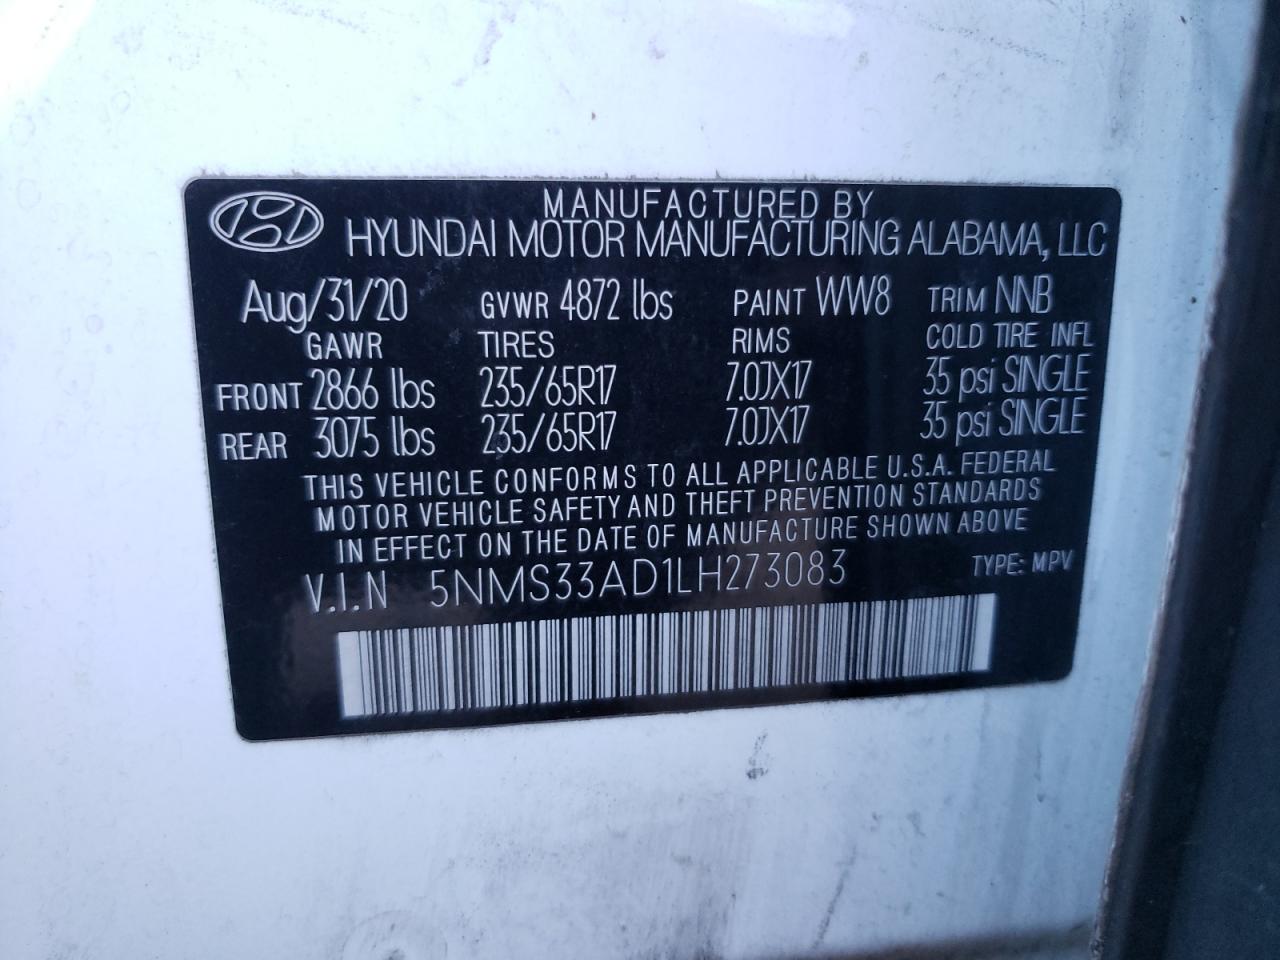 MANUFACTURED BY
HYUNDAI MOTOR MANUFACTURING ALABAMA, LLC
Aug/31/20 GVWR 4872 lbs PAINT WW8 TRIM NNB
GAWR TIRES RIMS COLD TIRE INFL
FRONT 2866 lbs 235/65R17 7.0JX17 35 psi SINGLE
REAR 3075 lbs 235/65R17 7.0JX17 35 psi SINGLE
THIS VEHICLE CONFORMS TO ALL APPLICABLE U.S.A. FEDERAL
MOTOR VEHICLE SAFETY AND THEFT PREVENTION STANDARDS
IN EFFECT ON THE DATE OF MANUFACTURE SHOWN ABOVE
V.I.N 5NMS33AD1LH273083 TYPE: MPV